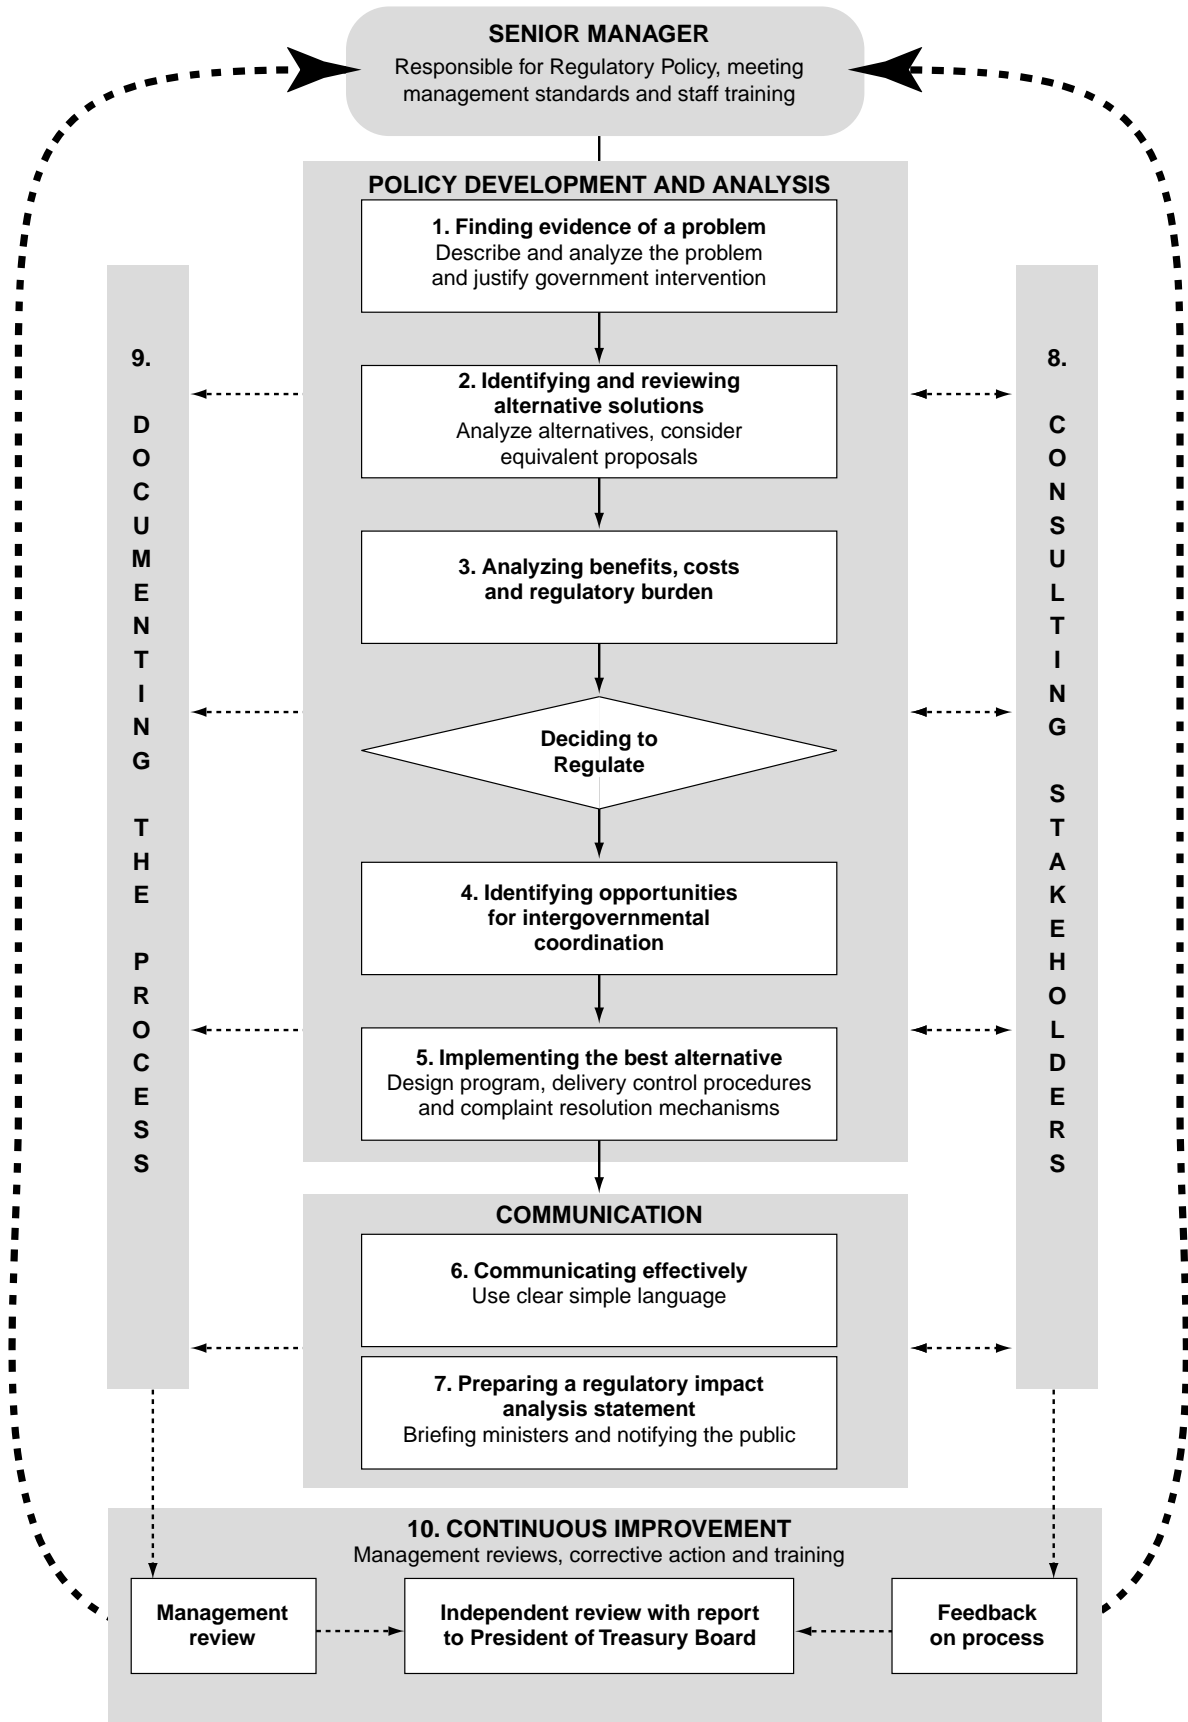 SENIOR MANAGER
Responsible for Regulatory Policy, meeting
management standards and staff training
POLICY DEVELOPMENT AND ANALYSIS
1. Finding evidence of a problem
Describe and analyze the problem
and justify government intervention
2. Identifying and reviewing
alternative solutions
Analyze alternatives, consider
equivalent proposals
3. Analyzing benefits, costs
and regulatory burden
Deciding to
Regulate
4. Identifying opportunities
for intergovernmental
coordination
5. Implementing the best alternative
Design program, delivery control procedures
and complaint resolution mechanisms
9. DOCUMENTING THE PROCESS
8. CONSULTING STAKEHOLDERS
COMMUNICATION
6. Communicating effectively
Use clear simple language
7. Preparing a regulatory impact
analysis statement
Briefing ministers and notifying the public
10. CONTINUOUS IMPROVEMENT
Management reviews, corrective action and training
Management
review
Independent review with report
to President of Treasury Board
Feedback
on process